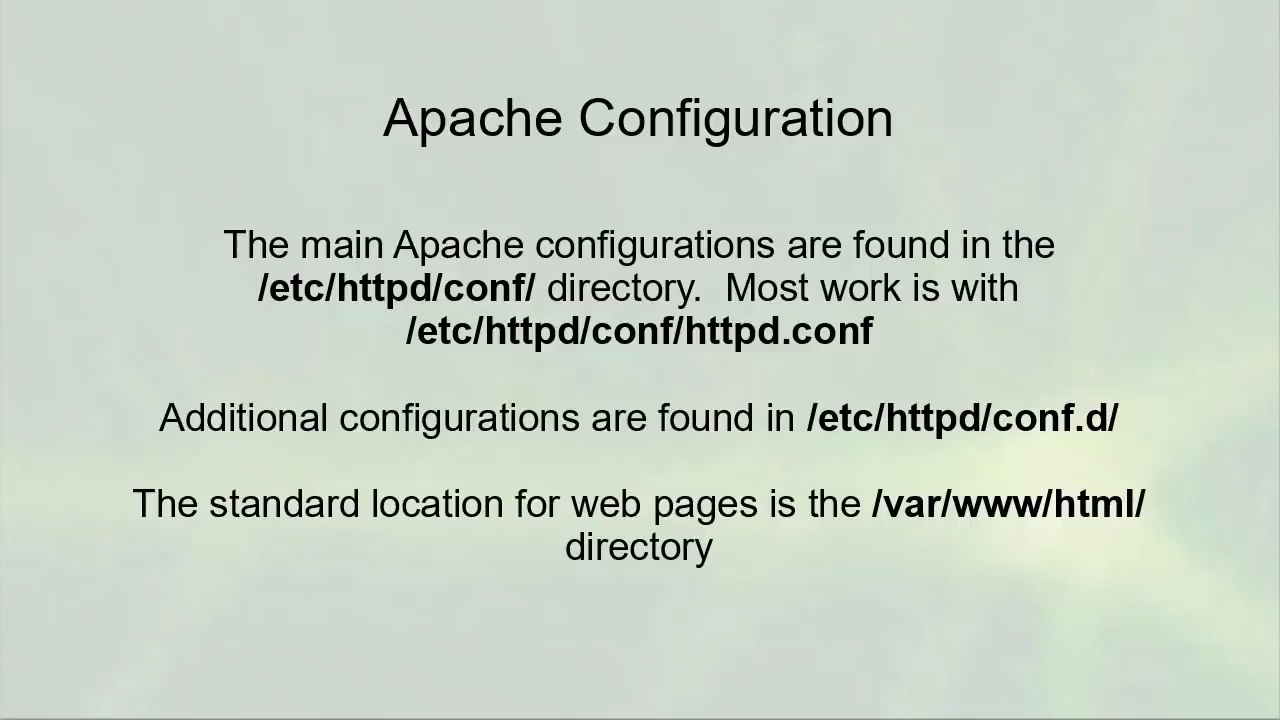 Apache Configuration
The main Apache configurations are found in the
/etc/httpd/conf/ directory.  Most work is with
/etc/httpd/conf/httpd.conf
Additional configurations are found in /etc/httpd/conf.d/
The standard location for web pages is the /var/www/html/
directory